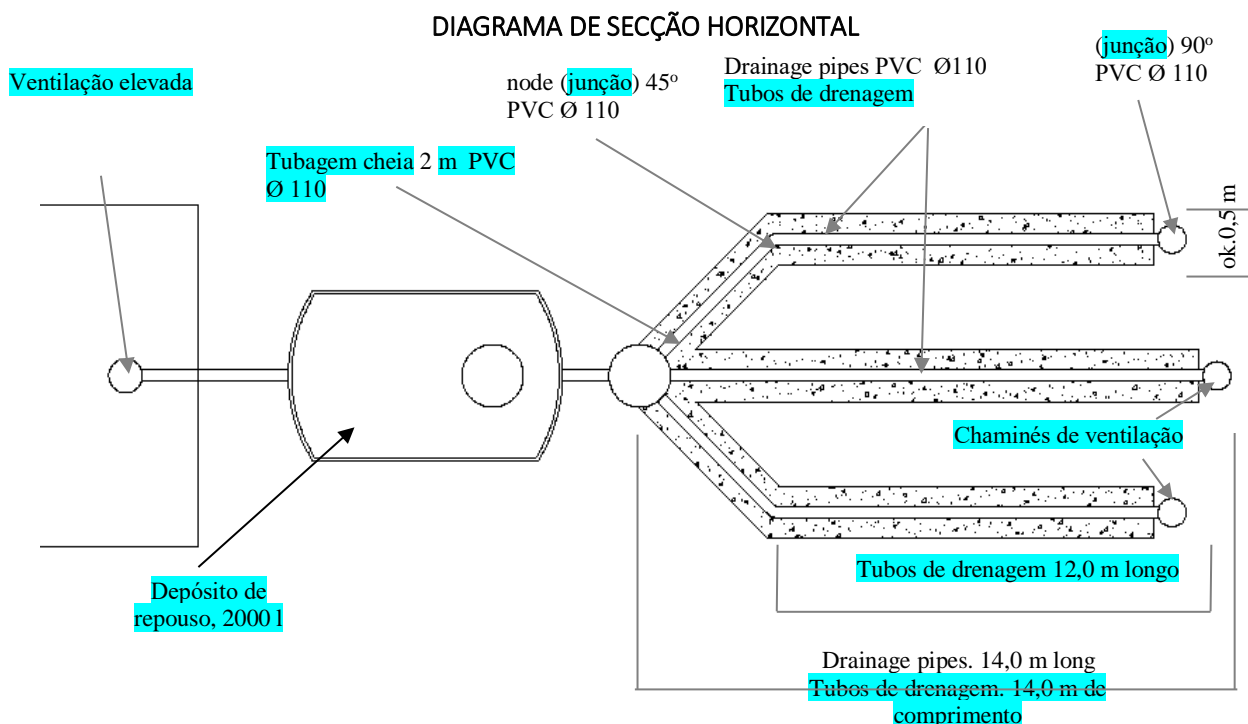 DIAGRAMA DE SECÇÃO HORIZONTAL
Ventilação elevada
node (junção) 45º
PVC Ø 110
Drainage pipes PVC Ø110
Tubos de drenagem
(junção) 90º
PVC Ø 110
Tubagem cheia 2 m PVC
Ø 110
ok.0,5 m
Chaminés de ventilação
Tubos de drenagem 12,0 m longo
Depósito de
repouso, 2000 l
Drainage pipes. 14,0 m long
Tubos de drenagem. 14,0 m de
comprimento